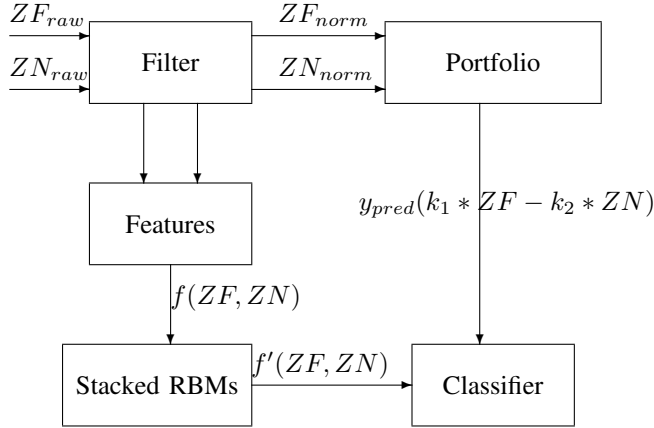 ZF_raw ZF_norm
Filter Portfolio
ZN_raw ZN_norm
Features
y_pred(k_1 * ZF − k_2 * ZN)
f(ZF, ZN)
Stacked RBMs f′(ZF, ZN) Classifier